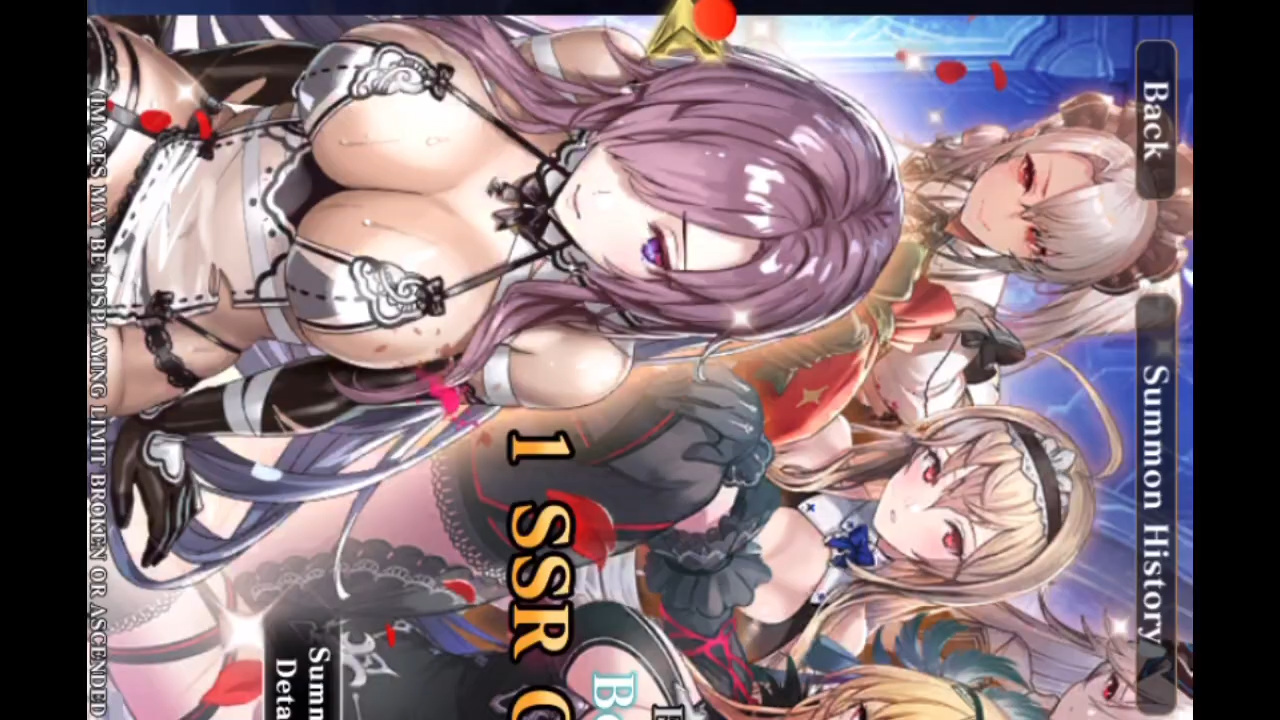 Back
Summon History
1 SSR
Summ
Deta
(IMAGES MAY BE DISPLAYING LIMIT BROKEN OR ASCENDED